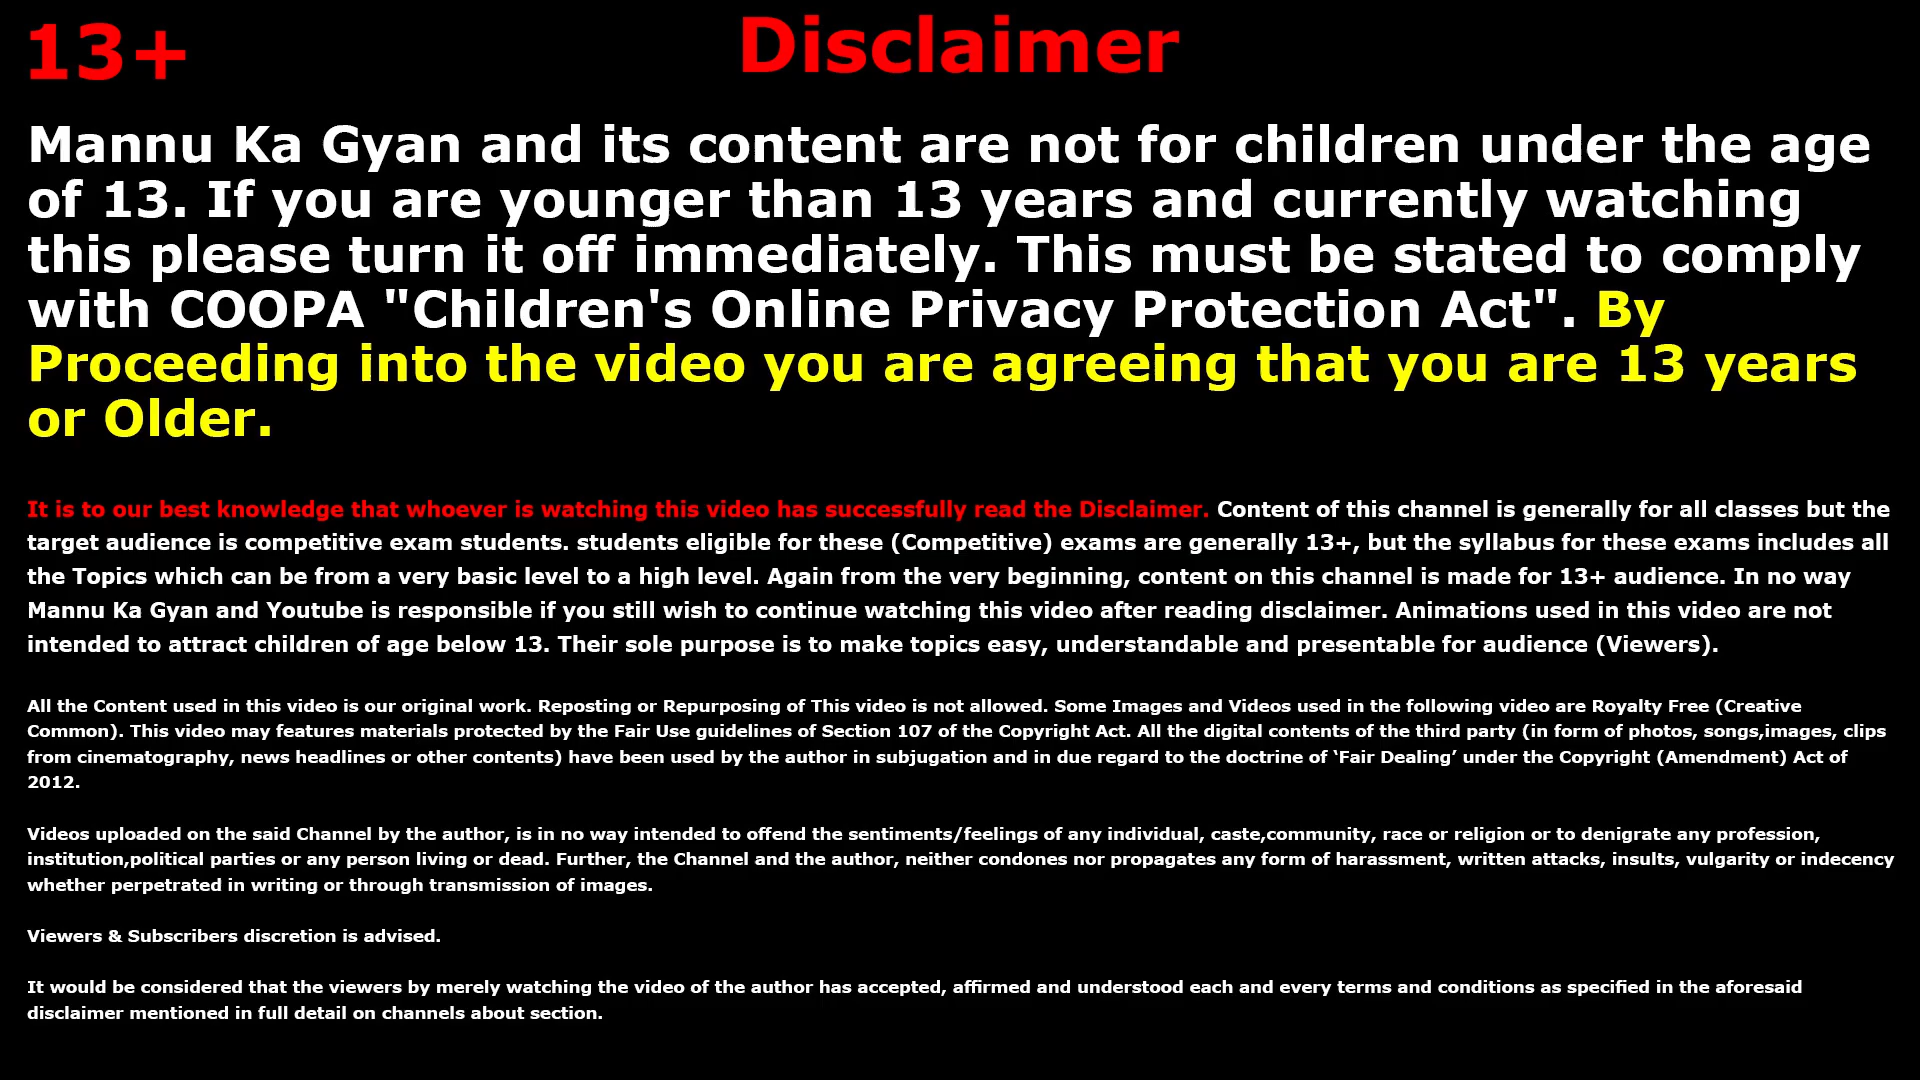 13+
Disclaimer
Mannu Ka Gyan and its content are not for children under the age
of 13. If you are younger than 13 years and currently watching
this please turn it off immediately. This must be stated to comply
with COOPA "Children's Online Privacy Protection Act". By
Proceeding into the video you are agreeing that you are 13 years
or Older.
It is to our best knowledge that whoever is watching this video has successfully read the Disclaimer. Content of this channel is generally for all classes but the
target audience is competitive exam students. students eligible for these (Competitive) exams are generally 13+, but the syllabus for these exams includes all
the Topics which can be from a very basic level to a high level. Again from the very beginning, content on this channel is made for 13+ audience. In no way
Mannu Ka Gyan and Youtube is responsible if you still wish to continue watching this video after reading disclaimer. Animations used in this video are not
intended to attract children of age below 13. Their sole purpose is to make topics easy, understandable and presentable for audience (Viewers).
All the Content used in this video is our original work. Reposting or Repurposing of This video is not allowed. Some Images and Videos used in the following video are Royalty Free (Creative
Common). This video may features materials protected by the Fair Use guidelines of Section 107 of the Copyright Act. All the digital contents of the third party (in form of photos, songs,images, clips
from cinematography, news headlines or other contents) have been used by the author in subjugation and in due regard to the doctrine of ‘Fair Dealing’ under the Copyright (Amendment) Act of
2012.
Videos uploaded on the said Channel by the author, is in no way intended to offend the sentiments/feelings of any individual, caste,community, race or religion or to denigrate any profession,
institution,political parties or any person living or dead. Further, the Channel and the author, neither condones nor propagates any form of harassment, written attacks, insults, vulgarity or indecency
whether perpetrated in writing or through transmission of images.
Viewers & Subscribers discretion is advised.
It would be considered that the viewers by merely watching the video of the author has accepted, affirmed and understood each and every terms and conditions as specified in the aforesaid
disclaimer mentioned in full detail on channels about section.